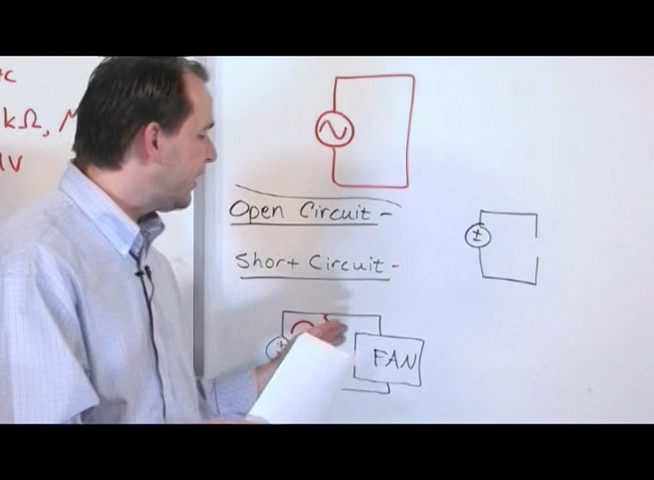 kΩ,
Open Circuit -
±
Short Circuit -
FAN